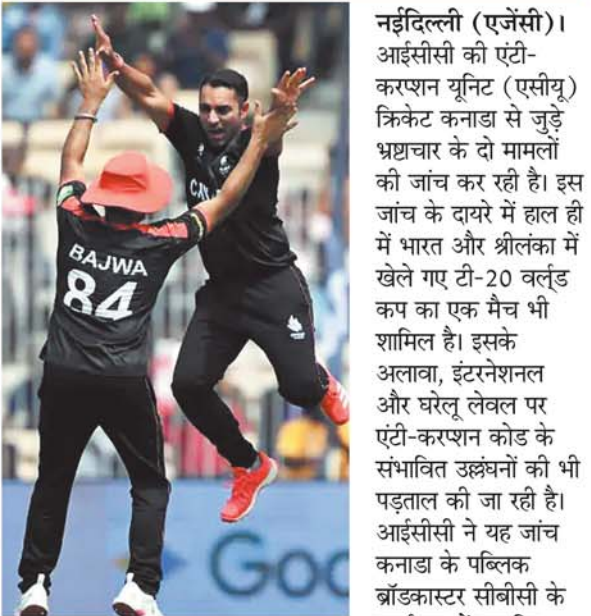 नईदिल्ली (एजेंसी)।
आईसीसी की एंटी-
करप्शन यूनिट (एसीयू)
क्रिकेट कनाडा से जुड़े
भ्रष्टाचार के दो मामलों
की जांच कर रही है। इस
जांच के दायरे में हाल ही
में भारत और श्रीलंका में
खेले गए टी-20 वर्ल्ड
कप का एक मैच भी
शामिल है। इसके
अलावा, इंटरनेशनल
और घरेलू लेवल पर
एंटी-करप्शन कोड के
संभावित उल्लंघनों की भी
पड़ताल की जा रही है।
आईसीसी ने यह जांच
कनाडा के पब्लिक
ब्रॉडकास्टर सीबीसी के
BAJWA
84
Goo